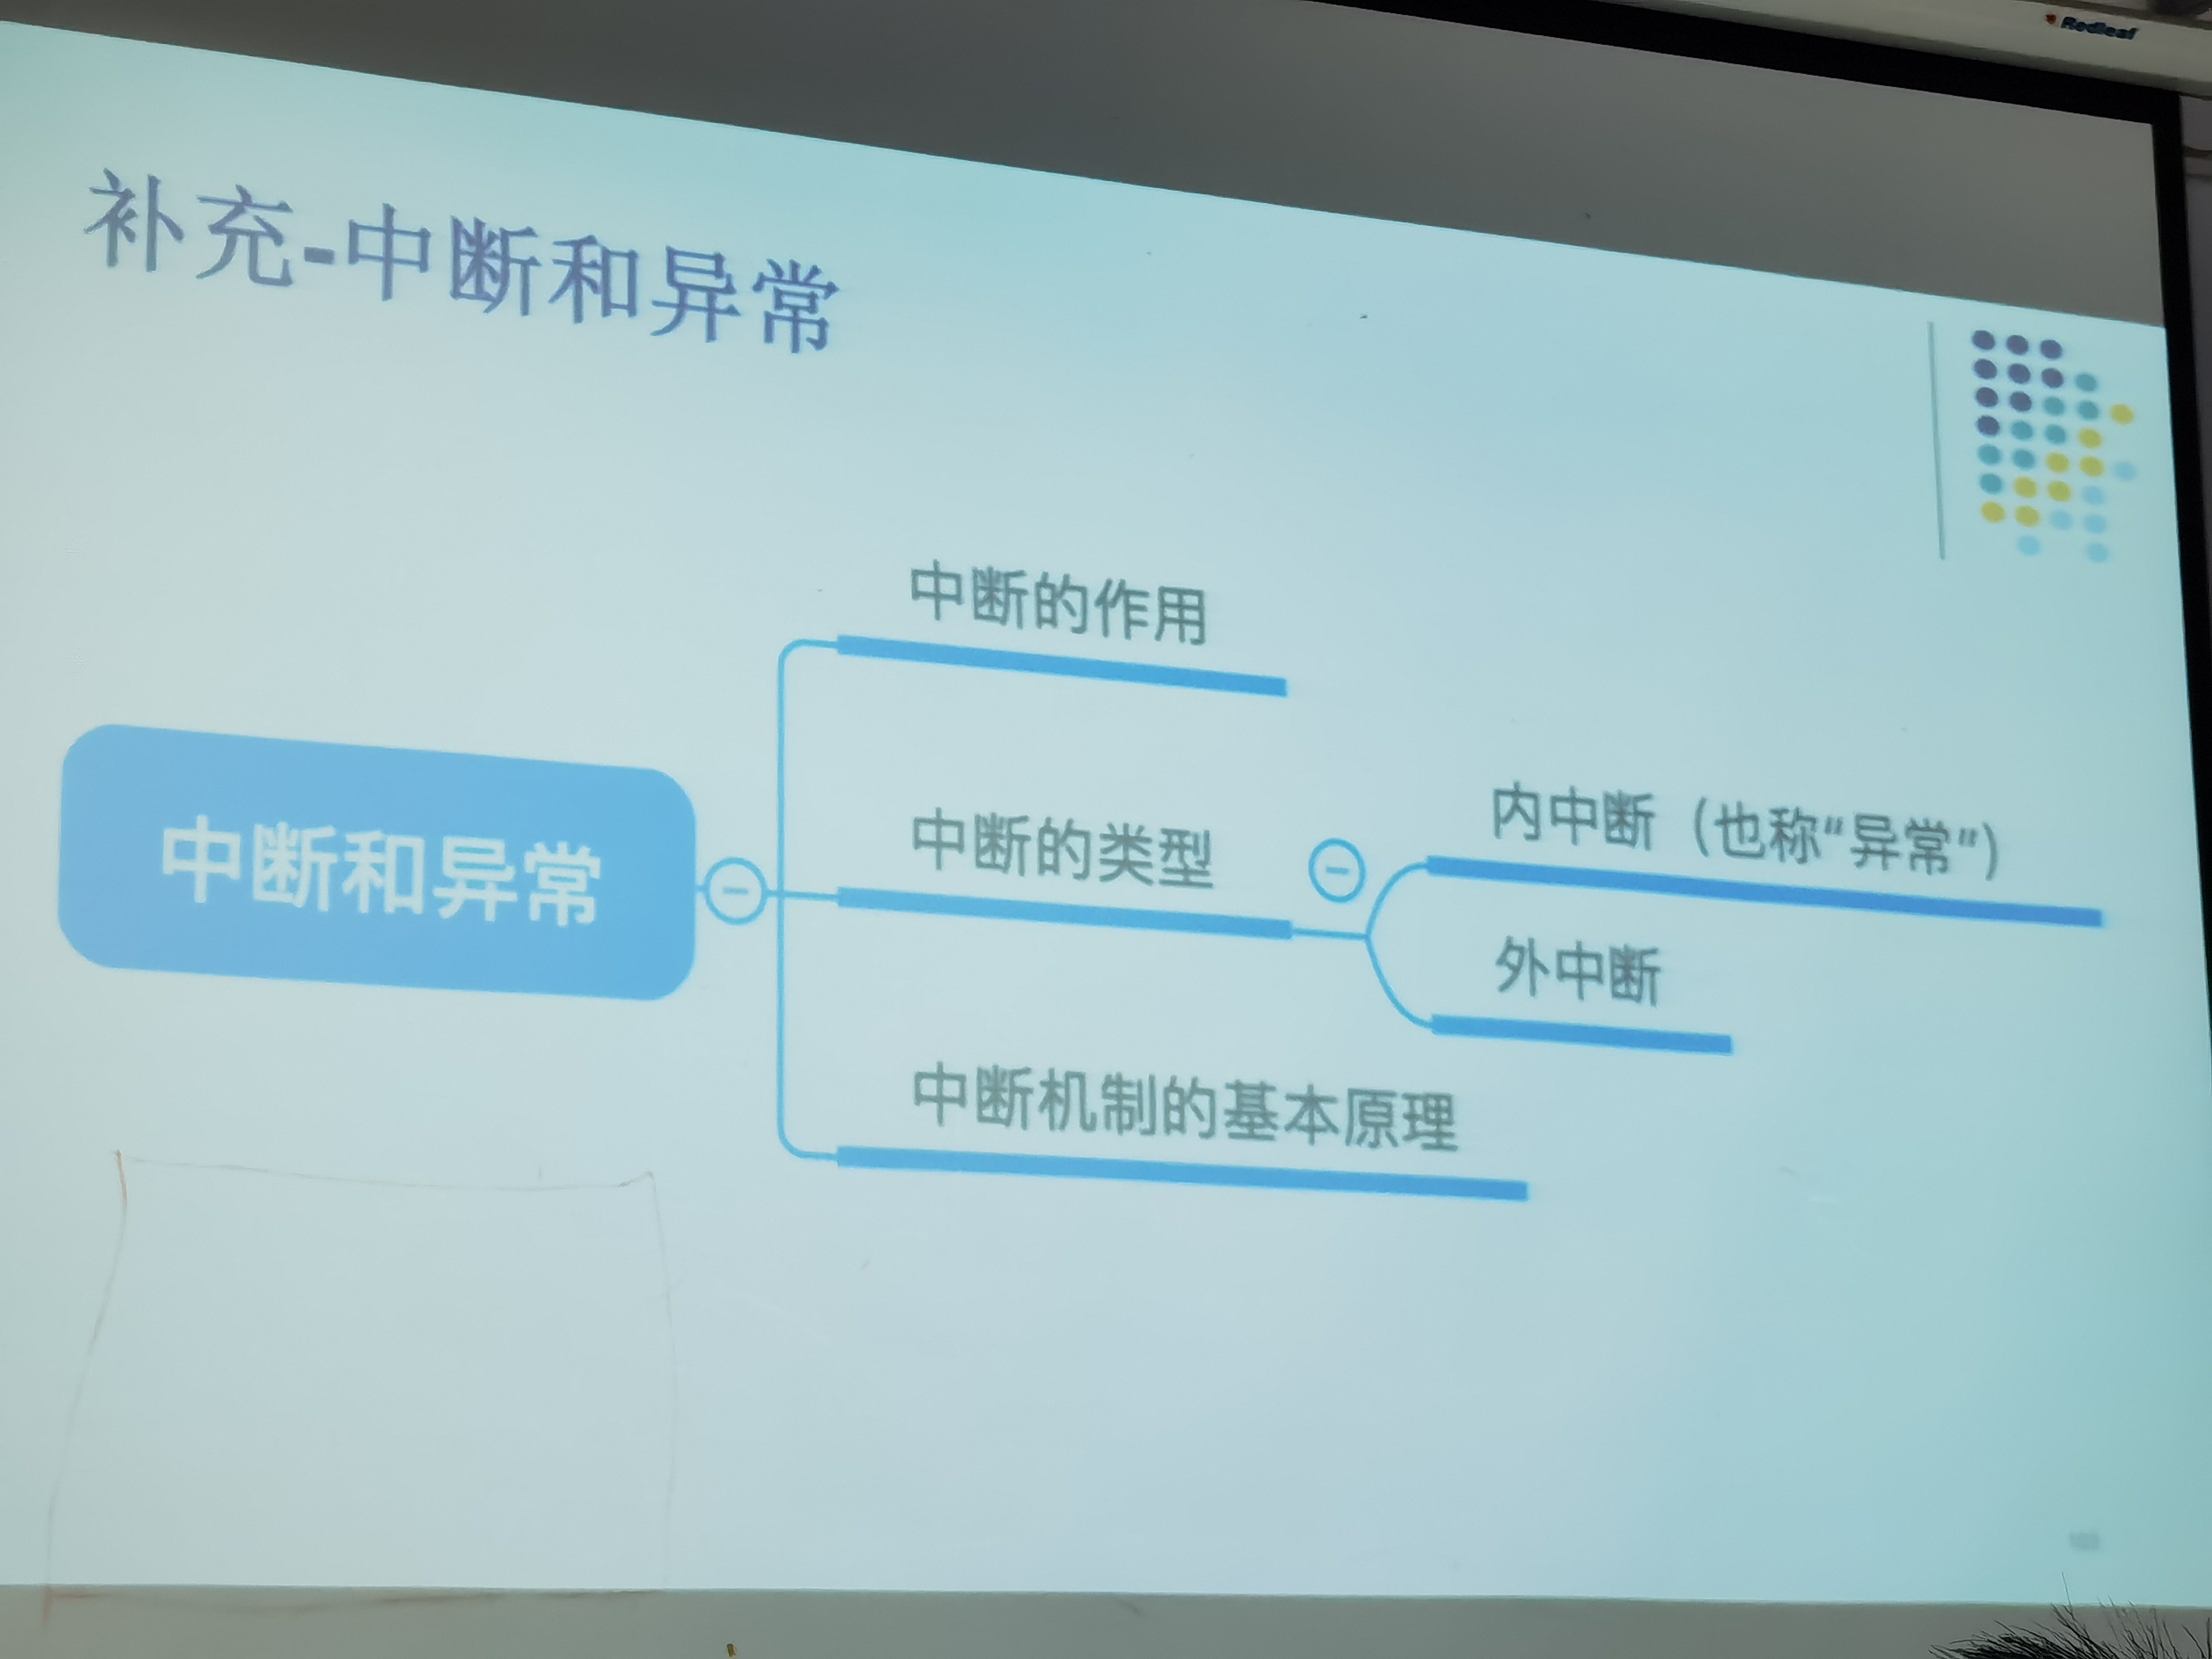 Redleaf
补充-中断和异常
中断的作用
中断和异常
中断的类型
内中断（也称“异常”）
外中断
中断机制的基本原理